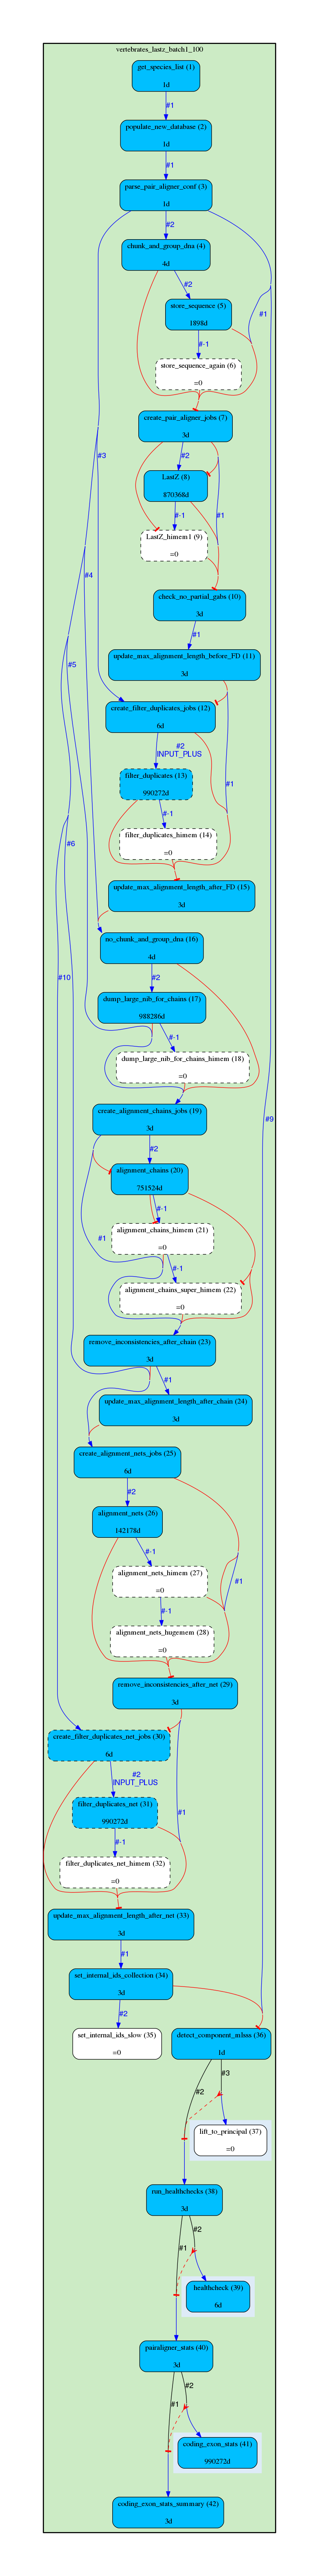 vertebrates_lastz_batch1_100
get_species_list (1)
1d
#1
populate_new_database (2)
1d
#1
parse_pair_aligner_conf (3)
1d
#2
chunk_and_group_dna (4)
4d
#2
store_sequence (5)
1898d
#1
#-1
store_sequence_again (6)
=0
create_pair_aligner_jobs (7)
3d
#3
#2
LastZ (8)
870368d
#-1
#1
LastZ_himem1 (9)
=0
#4
check_no_partial_gabs (10)
3d
#1
update_max_alignment_length_before_FD (11)
3d
#5
create_filter_duplicates_jobs (12)
6d
#2
INPUT_PLUS
filter_duplicates (13)
990272d
#1
#-1
filter_duplicates_himem (14)
=0
#6
update_max_alignment_length_after_FD (15)
3d
no_chunk_and_group_dna (16)
4d
#10
#2
dump_large_nib_for_chains (17)
988286d
#-1
dump_large_nib_for_chains_himem (18)
=0
create_alignment_chains_jobs (19)
3d
#9
#2
alignment_chains (20)
751524d
#-1
alignment_chains_himem (21)
=0
#1
#-1
alignment_chains_super_himem (22)
=0
remove_inconsistencies_after_chain (23)
3d
#1
update_max_alignment_length_after_chain (24)
3d
create_alignment_nets_jobs (25)
6d
#2
alignment_nets (26)
142178d
#-1
alignment_nets_himem (27)
=0
#1
#-1
alignment_nets_hugemem (28)
=0
remove_inconsistencies_after_net (29)
3d
create_filter_duplicates_net_jobs (30)
6d
#2
INPUT_PLUS
filter_duplicates_net (31)
990272d
#1
#-1
filter_duplicates_net_himem (32)
=0
update_max_alignment_length_after_net (33)
3d
#1
set_internal_ids_collection (34)
3d
#2
set_internal_ids_slow (35)
=0
detect_component_mlsss (36)
1d
#3
#2
lift_to_principal (37)
=0
run_healthchecks (38)
3d
#2
#1
healthcheck (39)
6d
pairaligner_stats (40)
3d
#2
#1
coding_exon_stats (41)
990272d
coding_exon_stats_summary (42)
3d